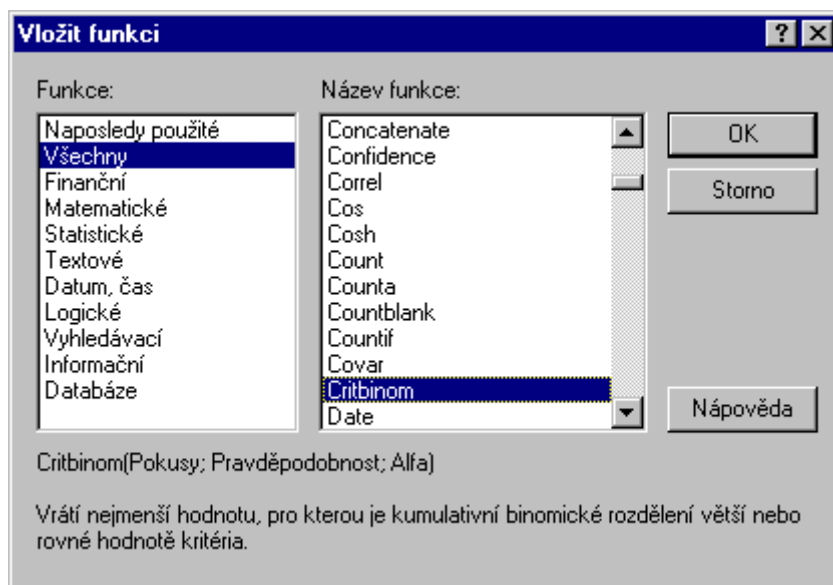 Vložit funkci
Funkce:
Naposledy použité
Všechny
Finanční
Matematické
Statistické
Textové
Datum, čas
Logické
Vyhledávací
Informační
Databáze
Název funkce:
Concatenate
Confidence
Correl
Cos
Cosh
Count
Counta
Countblank
Countif
Covar
Critbinom
Date
OK
Storno
Nápověda
Critbinom(Pokusy; Pravděpodobnost; Alfa)
Vrátí nejmenší hodnotu, pro kterou je kumulativní binomické rozdělení větší nebo
rovné hodnotě kritéria.